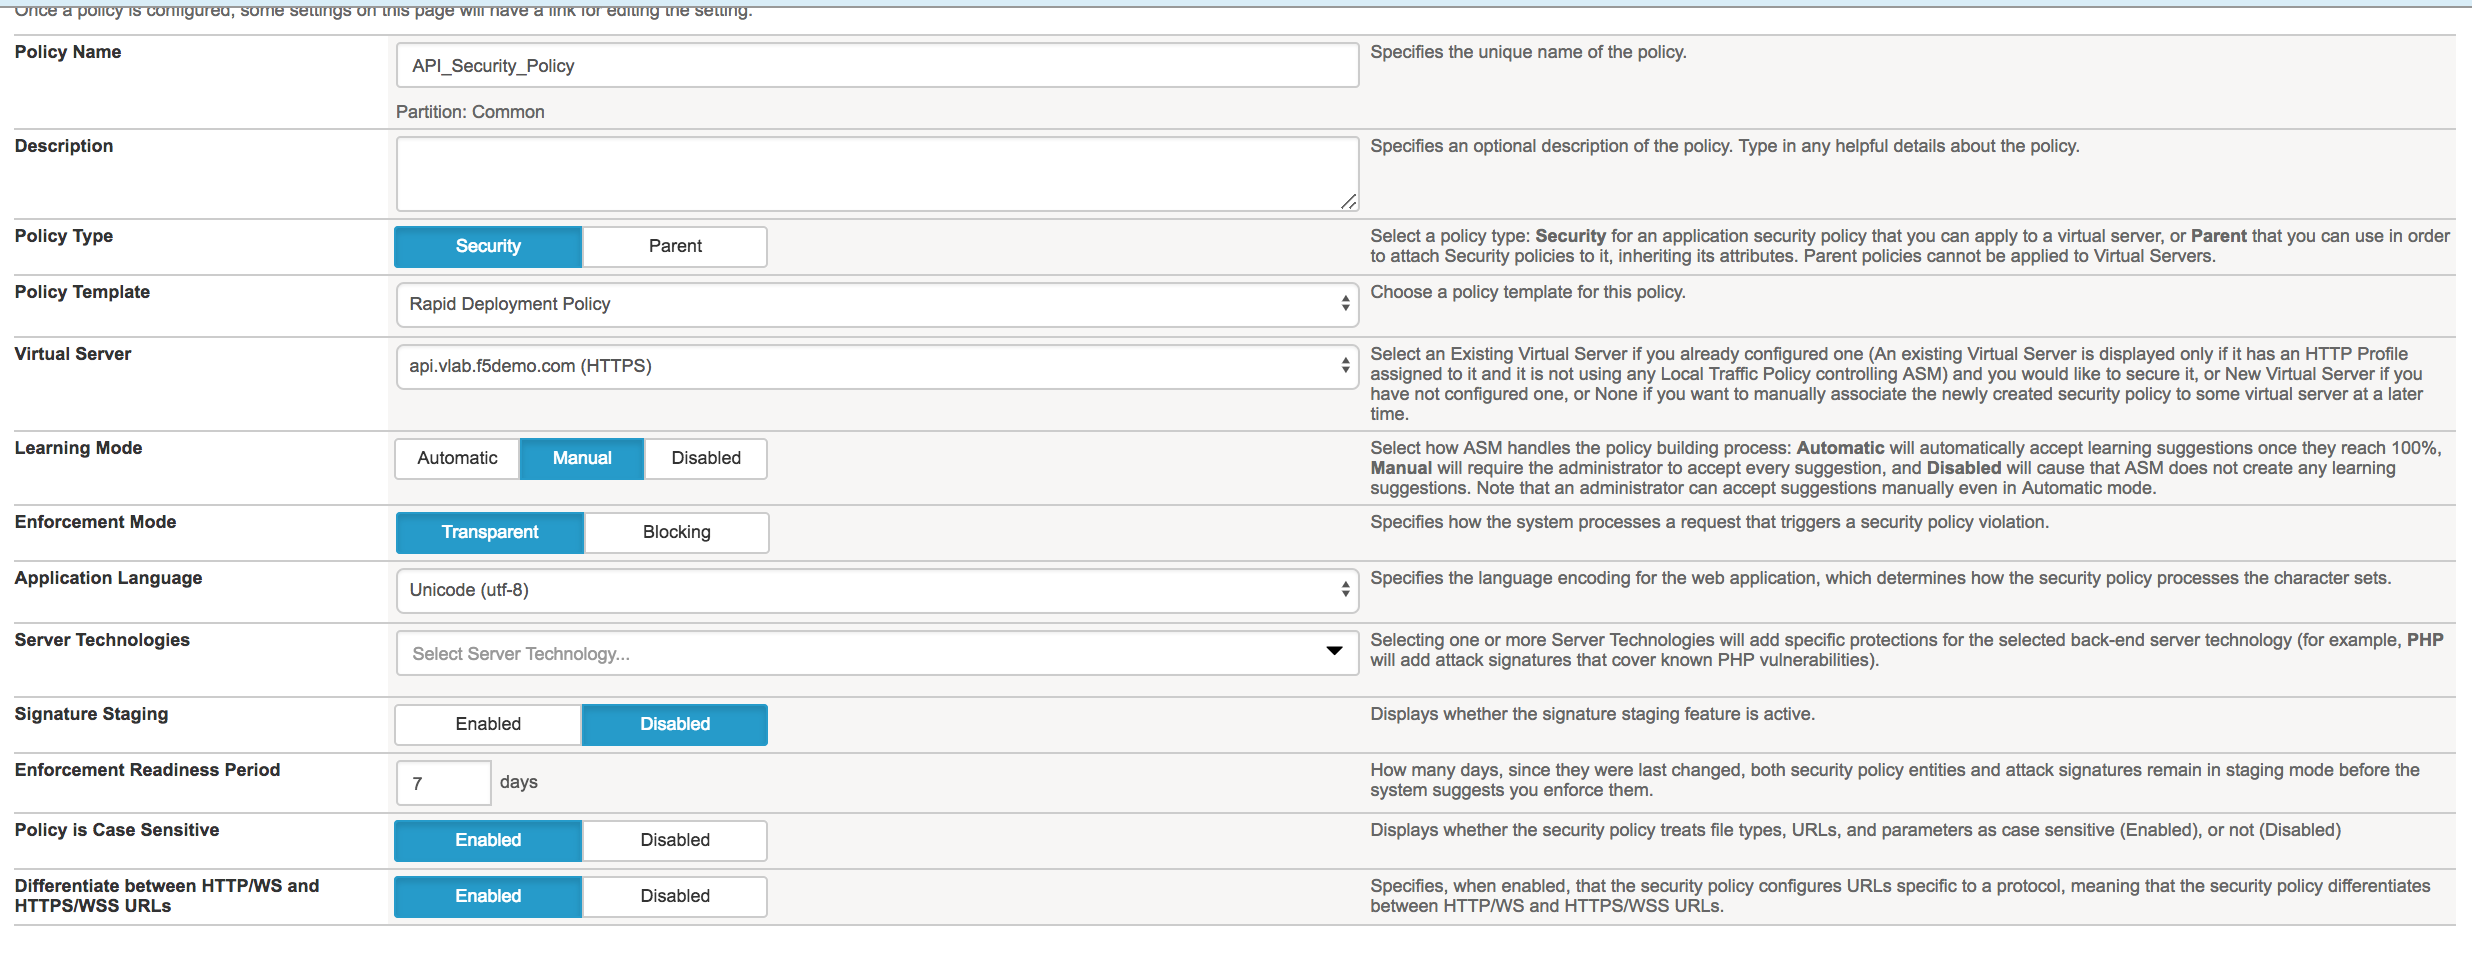 Once a policy is configured, some settings on this page will have a link for editing the setting.
Policy Name
API_Security_Policy
Specifies the unique name of the policy.
Partition: Common
Description
Specifies an optional description of the policy. Type in any helpful details about the policy.
Policy Type
Security
Parent
Select a policy type: Security for an application security policy that you can apply to a virtual server, or Parent that you can use in order
to attach Security policies to it, inheriting its attributes. Parent policies cannot be applied to Virtual Servers.
Policy Template
Rapid Deployment Policy
Choose a policy template for this policy.
Virtual Server
api.vlab.f5demo.com (HTTPS)
Select an Existing Virtual Server if you already configured one (An existing Virtual Server is displayed only if it has an HTTP Profile
assigned to it and it is not using any Local Traffic Policy controlling ASM) and you would like to secure it, or New Virtual Server if you
have not configured one, or None if you want to manually associate the newly created security policy to some virtual server at a later
time.
Learning Mode
Automatic
Manual
Disabled
Select how ASM handles the policy building process: Automatic will automatically accept learning suggestions once they reach 100%,
Manual will require the administrator to accept every suggestion, and Disabled will cause that ASM does not create any learning
suggestions. Note that an administrator can accept suggestions manually even in Automatic mode.
Enforcement Mode
Transparent
Blocking
Specifies how the system processes a request that triggers a security policy violation.
Application Language
Unicode (utf-8)
Specifies the language encoding for the web application, which determines how the security policy processes the character sets.
Server Technologies
Select Server Technology...
Selecting one or more Server Technologies will add specific protections for the selected back-end server technology (for example, PHP
will add attack signatures that cover known PHP vulnerabilities).
Signature Staging
Enabled
Disabled
Displays whether the signature staging feature is active.
Enforcement Readiness Period
7
days
How many days, since they were last changed, both security policy entities and attack signatures remain in staging mode before the
system suggests you enforce them.
Policy is Case Sensitive
Enabled
Disabled
Displays whether the security policy treats file types, URLs, and parameters as case sensitive (Enabled), or not (Disabled)
Differentiate between HTTP/WS and
HTTPS/WSS URLs
Enabled
Disabled
Specifies, when enabled, that the security policy configures URLs specific to a protocol, meaning that the security policy differentiates
between HTTP/WS and HTTPS/WSS URLs.